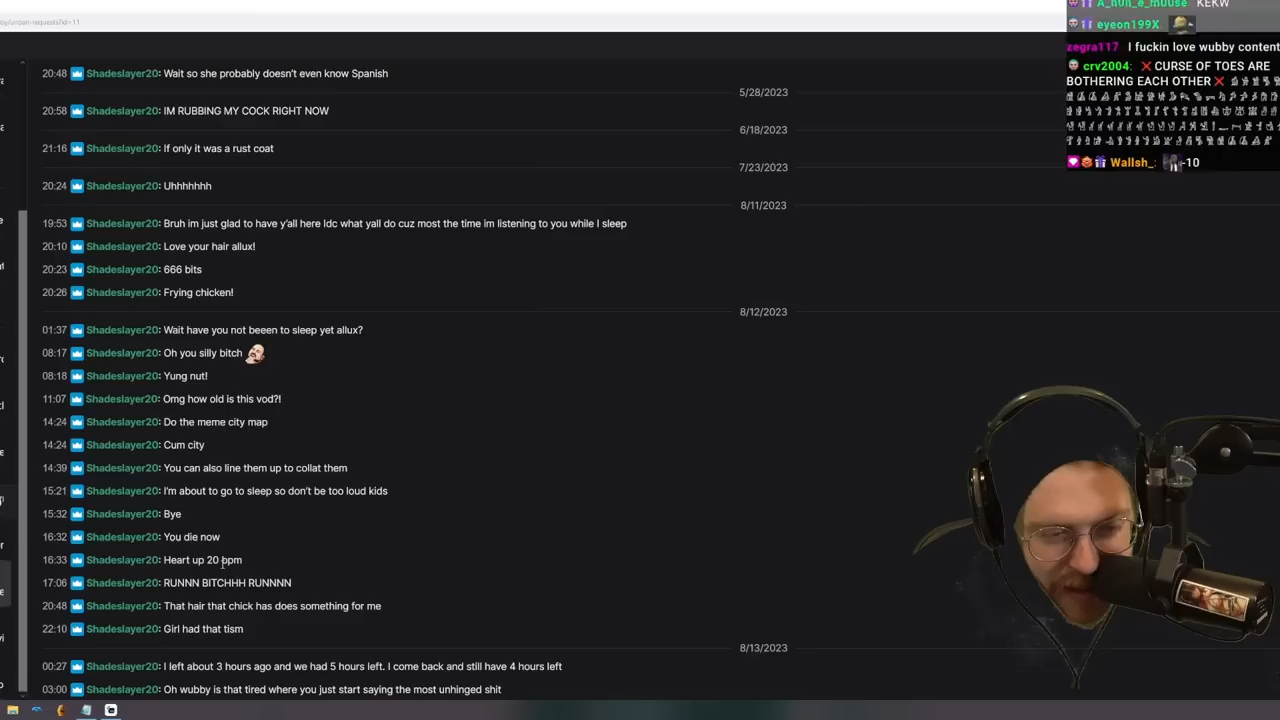 by/unban-requests?id=11
20:48 Shadeslayer20: Wait so she probably doesn't even know Spanish
5/28/2023
20:58 Shadeslayer20: IM RUBBING MY COCK RIGHT NOW
6/18/2023
21:16 Shadeslayer20: If only it was a rust coat
7/23/2023
20:24 Shadeslayer20: Uhhhhhhh
8/11/2023
19:53 Shadeslayer20: Bruh im just glad to have y'all here Idc what yall do cuz most the time im listening to you while I sleep
20:10 Shadeslayer20: Love your hair allux!
20:23 Shadeslayer20: 666 bits
20:26 Shadeslayer20: Frying chicken!
8/12/2023
01:37 Shadeslayer20: Wait have you not beeen to sleep yet allux?
08:17 Shadeslayer20: Oh you silly bitch
08:18 Shadeslayer20: Yung nut!
11:07 Shadeslayer20: Omg how old is this vod?!
14:24 Shadeslayer20: Do the meme city map
14:24 Shadeslayer20: Cum city
14:39 Shadeslayer20: You can also line them up to collat them
15:21 Shadeslayer20: I'm about to go to sleep so don't be too loud kids
15:32 Shadeslayer20: Bye
16:32 Shadeslayer20: You die now
16:33 Shadeslayer20: Heart up 20 bpm
17:06 Shadeslayer20: RUNNN BITCHHH RUNNNN
20:48 Shadeslayer20: That hair that chick has does something for me
22:10 Shadeslayer20: Girl had that tism
8/13/2023
00:27 Shadeslayer20: I left about 3 hours ago and we had 5 hours left. I come back and still have 4 hours left
03:00 Shadeslayer20: Oh wubby is that tired where you just start saying the most unhinged shit
A_h0n_e_m0use KEKW
eyeon199X
zegra117 I fuckin love wubby content
crv2004: CURSE OF TOES ARE
BOTHERING EACH OTHER
Wallsh_: -10